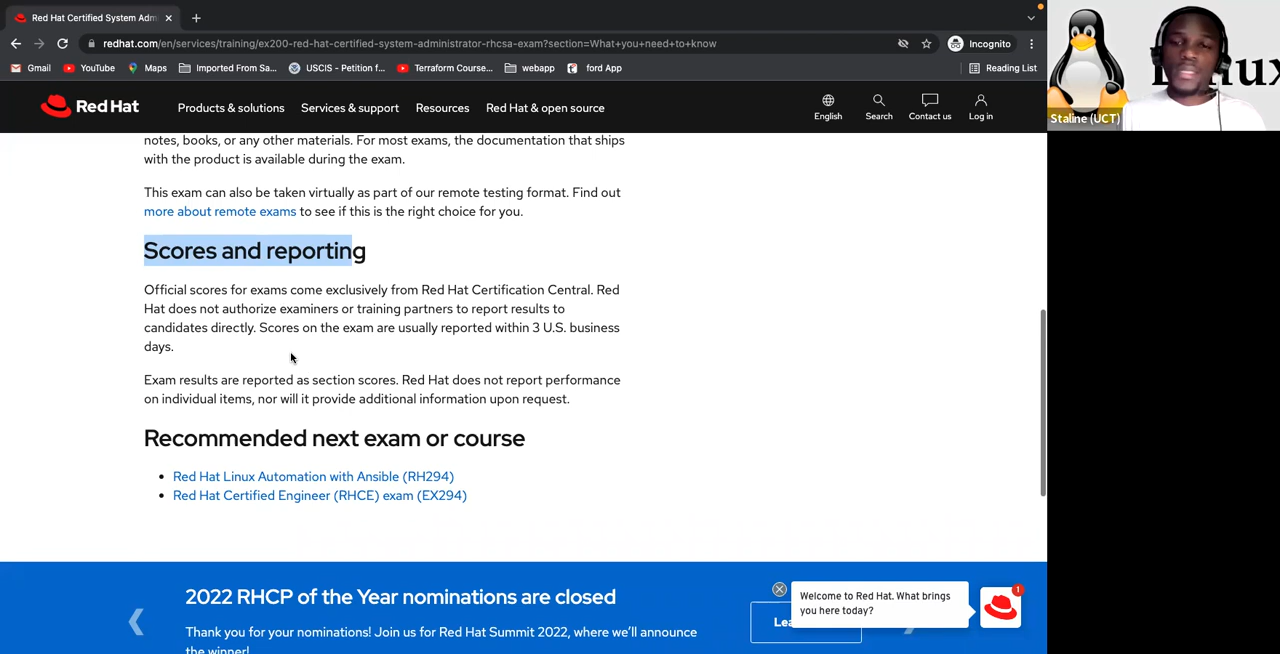 Red Hat Certified System Adm
redhat.com/en/services/training/ex200-red-hat-certified-system-administrator-rhcsa-exam?section=What+you+need+to+know
Incognito
Gmail
YouTube
Maps
Imported From Sa...
USCIS - Petition f...
Terraform Course...
webapp
ford App
Reading List
Red Hat
Products & solutions
Services & support
Resources
Red Hat & open source
English
Search
Contact us
Log in
Staline (UCT)
notes, books, or any other materials. For most exams, the documentation that ships
with the product is available during the exam.
This exam can also be taken virtually as part of our remote testing format. Find out
more about remote exams to see if this is the right choice for you.
Scores and reporting
Official scores for exams come exclusively from Red Hat Certification Central. Red
Hat does not authorize examiners or training partners to report results to
candidates directly. Scores on the exam are usually reported within 3 U.S. business
days.
Exam results are reported as section scores. Red Hat does not report performance
on individual items, nor will it provide additional information upon request.
Recommended next exam or course
Red Hat Linux Automation with Ansible (RH294)
Red Hat Certified Engineer (RHCE) exam (EX294)
2022 RHCP of the Year nominations are closed
Thank you for your nominations! Join us for Red Hat Summit 2022, where we'll announce
the winner!
Welcome to Red Hat. What brings
you here today?
1